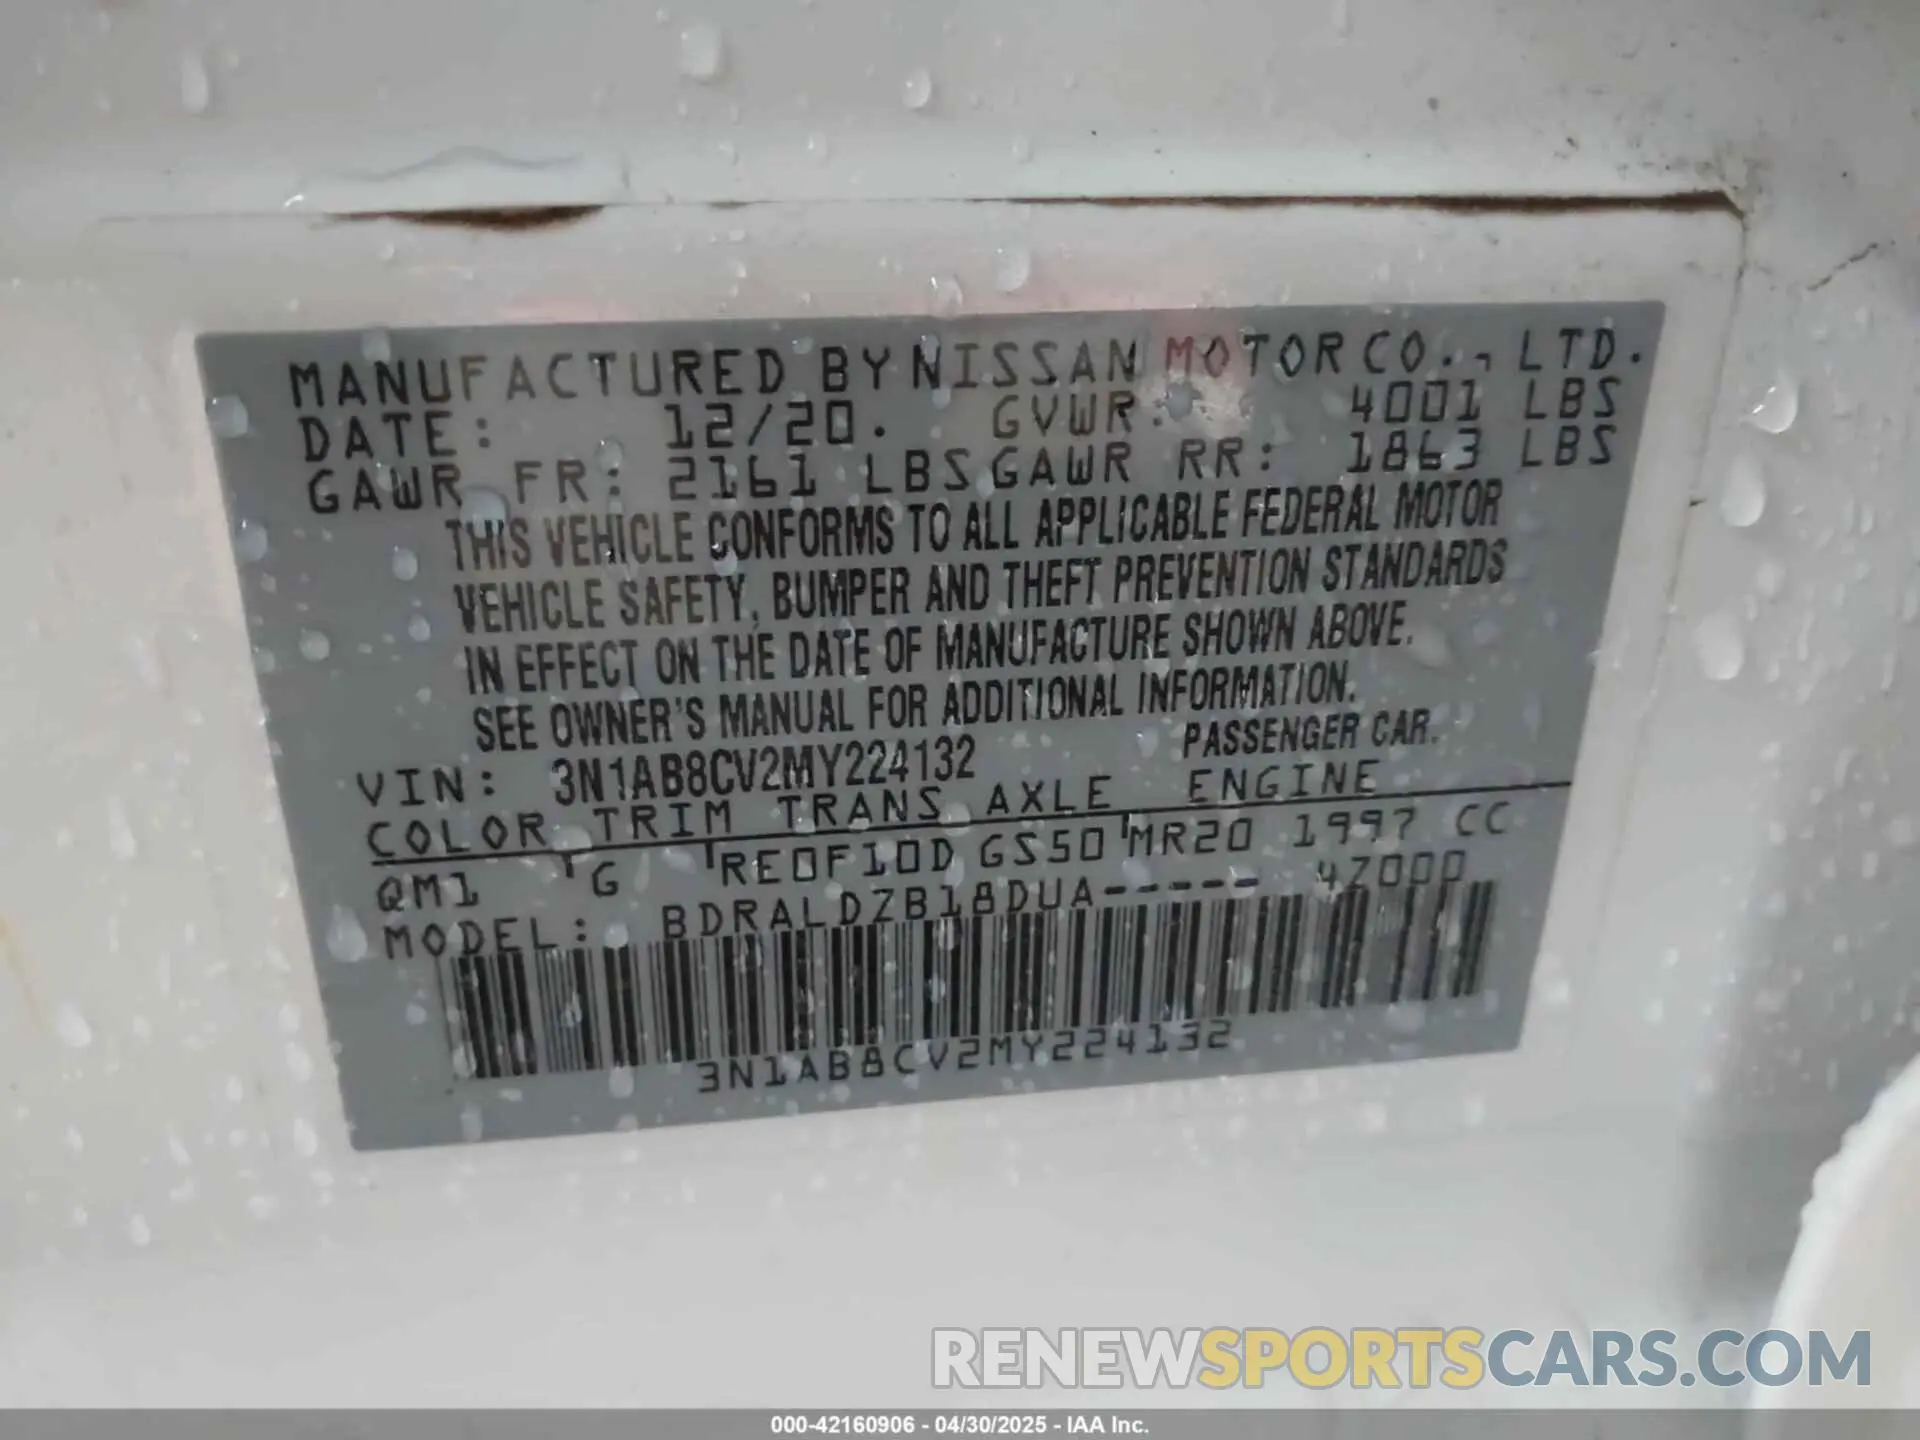 MANUFACTURED BY NISSAN MOTOR CO., LTD.
DATE: 12/20. GVWR: 4001 LBS
GAWR FR: 2161 LBS GAWR RR: 1863 LBS
THIS VEHICLE CONFORMS TO ALL APPLICABLE FEDERAL MOTOR
VEHICLE SAFETY, BUMPER AND THEFT PREVENTION STANDARDS
IN EFFECT ON THE DATE OF MANUFACTURE SHOWN ABOVE.
SEE OWNER'S MANUAL FOR ADDITIONAL INFORMATION.
VIN: 3N1AB8CV2MY224132 PASSENGER CAR.
COLOR TRIM TRANS AXLE ENGINE
QM1 G RE0F10D GS50 MR20 1997 CC
MODEL: BDRALDZB18DUA----- 4Z000
3N1AB8CV2MY224132
RENEWSPORTSCARS.COM
000-42160906 - 04/30/2025 - IAA Inc.